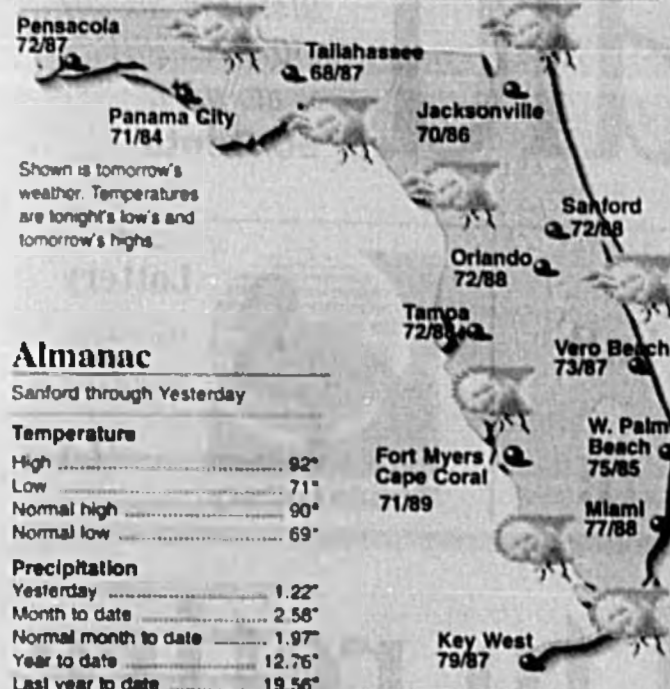 Pensacola
72/87
Tallahassee
68/87
Panama City
71/84
Jacksonville
70/86
Shown is tomorrow's
weather. Temperatures
are tonight's low's and
tomorrow's highs
Sanford
72/88
Orlando
72/88
Tampa
72/88
Vero Beach
73/87
W. Palm
Beach
75/85
Fort Myers
Cape Coral
71/89
Miami
77/88
Key West
79/87
Almanac
Sanford through Yesterday
Temperature
High 92°
Low 71°
Normal high 90°
Normal low 69°
Precipitation
Yesterday 1.22"
Month to date 2.58"
Normal month to date 1.97"
Year to date 12.76"
Last year to date 19.56"